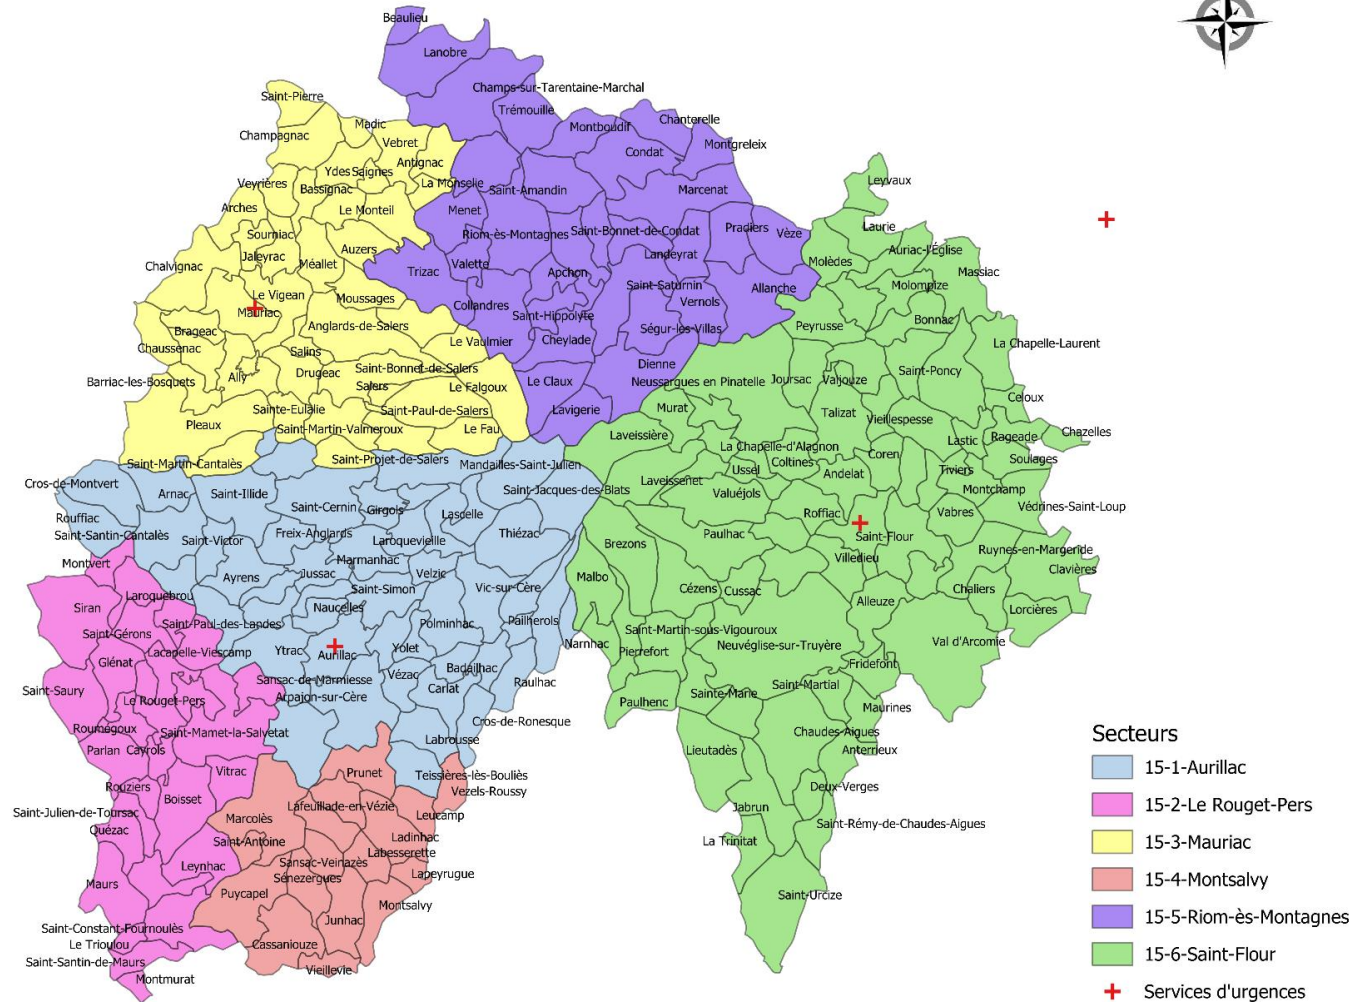 Beaulieu
Lanobre
Champs-sur-Tarentaine-Marchal
Saint-Pierre
Trémouille
Madic
Montboudif
Chanterelle
Champagnac
Vebret
Condat
Montgreleix
Antignac
Ydes
Saignes
Veyrières
Bassignac
La Monselie
Saint-Amandin
Marcenat
Leyvaux
Arches
Le Monteil
Menet
Sourniac
Riom-ès-Montagnes
Saint-Bonnet-de-Condat
Pradiers
Vèze
Laurie
Auzers
Jaleyrac
Méallet
Landeyrat
Auriac-l'Église
Chalvignac
Trizac
Valette
Apchon
Molèdes
Massiac
Saint-Saturnin
Allanche
Molompize
Le Vigean
Moussages
Vernols
Mauriac
Collandres
Saint-Hippolyte
Bonnac
Brageac
Anglards-de-Salers
Ségur-les-Villas
Peyrusse
Chaussenac
Le Vaulmier
Cheylade
La Chapelle-Laurent
Salins
Saint-Bonnet-de-Salers
Dienne
Drugeac
Barriac-les-Bosquets
Ally
Salers
Le Falgoux
Le Claux
Neussargues en Pinatelle
Joursac
Valjouze
Saint-Poncy
Celoux
Sainte-Eulalie
Saint-Paul-de-Salers
Lavigerie
Murat
Talizat
Vieillespesse
Pleaux
Saint-Martin-Valmeroux
Le Fau
Laveissière
Lastic
Rageade
Chazelles
La Chapelle-d'Alagnon
Coren
Saint-Martin-Cantalès
Saint-Projet-de-Salers
Mandailles-Saint-Julien
Ussel
Coltines
Andelat
Tiviers
Soulages
Cros-de-Montvert
Arnac
Saint-Illide
Saint-Jacques-des-Blats
Laveissenet
Valuéjols
Montchamp
Saint-Cernin
Girgois
Lascelle
Roffiac
Vabres
Védrines-Saint-Loup
Rouffiac
Saint-Santin-Cantalès
Saint-Victor
Freix-Anglards
Laroquevieille
Thiézac
Brezons
Paulhac
Saint-Flour
Ruynes-en-Margeride
Montvert
Marmanhac
Villedieu
Clavières
Ayrens
Jussac
Velzic
Malbo
Laroquebrou
Saint-Simon
Vic-sur-Cère
Cézens
Cussac
Chaliers
Siran
Naucelles
Alleuze
Lorcières
Saint-Paul-des-Landes
Polminhac
Pailherols
Saint-Gérons
Saint-Martin-sous-Vigouroux
Narnhac
Neuvéglise-sur-Truyère
Val d'Arcomie
Lacapelle-Viescamp
Ytrac
Aurillac
Yolet
Pierrefort
Glénat
Badailhac
Fridefont
Sansac-de-Marmiesse
Vézac
Raulhac
Saint-Saury
Carlat
Saint-Martial
Le Rouget-Pers
Arpajon-sur-Cère
Sainte-Marie
Paulhenc
Maurines
Cros-de-Ronesque
Roumégoux
Saint-Mamet-la-Salvetat
Chaudes-Aigues
Labrousse
Parlan
Cayrols
Lieutadès
Anterrieux
Vitrac
Prunet
Teissières-lès-Bouliès
Rouziers
Vezels-Roussy
Deux-Verges
Boisset
Lafeuillade-en-Vézie
Jabrun
Saint-Julien-de-Toursac
Marcolès
Leucamp
Saint-Rémy-de-Chaudes-Aigues
Quézac
Saint-Antoine
Ladinhac
La Trinitat
Labesserette
Leynhac
Sansac-Veinazès
Lapeyrugue
Sénezergues
Maurs
Puycapel
Saint-Urcize
Montsalvy
Junhac
Saint-Constant-Fournoulès
Le Trioulou
Cassaniouze
Saint-Santin-de-Maurs
Vieillevie
Montmurat
Secteurs
15-1-Aurillac
15-2-Le Rouget-Pers
15-3-Mauriac
15-4-Montsalvy
15-5-Riom-ès-Montagnes
15-6-Saint-Flour
Services d'urgences